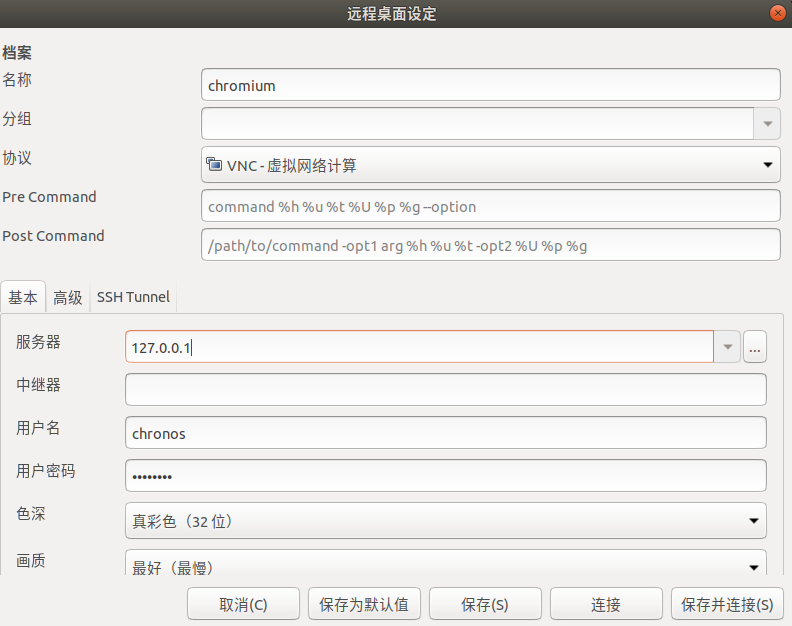 远程桌面设定
档案
名称 chromium
分组
协议 VNC - 虚拟网络计算
Pre Command command %h %u %t %U %p %g --option
Post Command /path/to/command -opt1 arg %h %u %t -opt2 %U %p %g
基本 高级 SSH Tunnel
服务器 127.0.0.1 ...
中继器
用户名 chronos
用户密码 ••••••••
色深 真彩色（32 位）
画质 最好（最慢）
取消(C) 保存为默认值 保存(S) 连接 保存并连接(S)